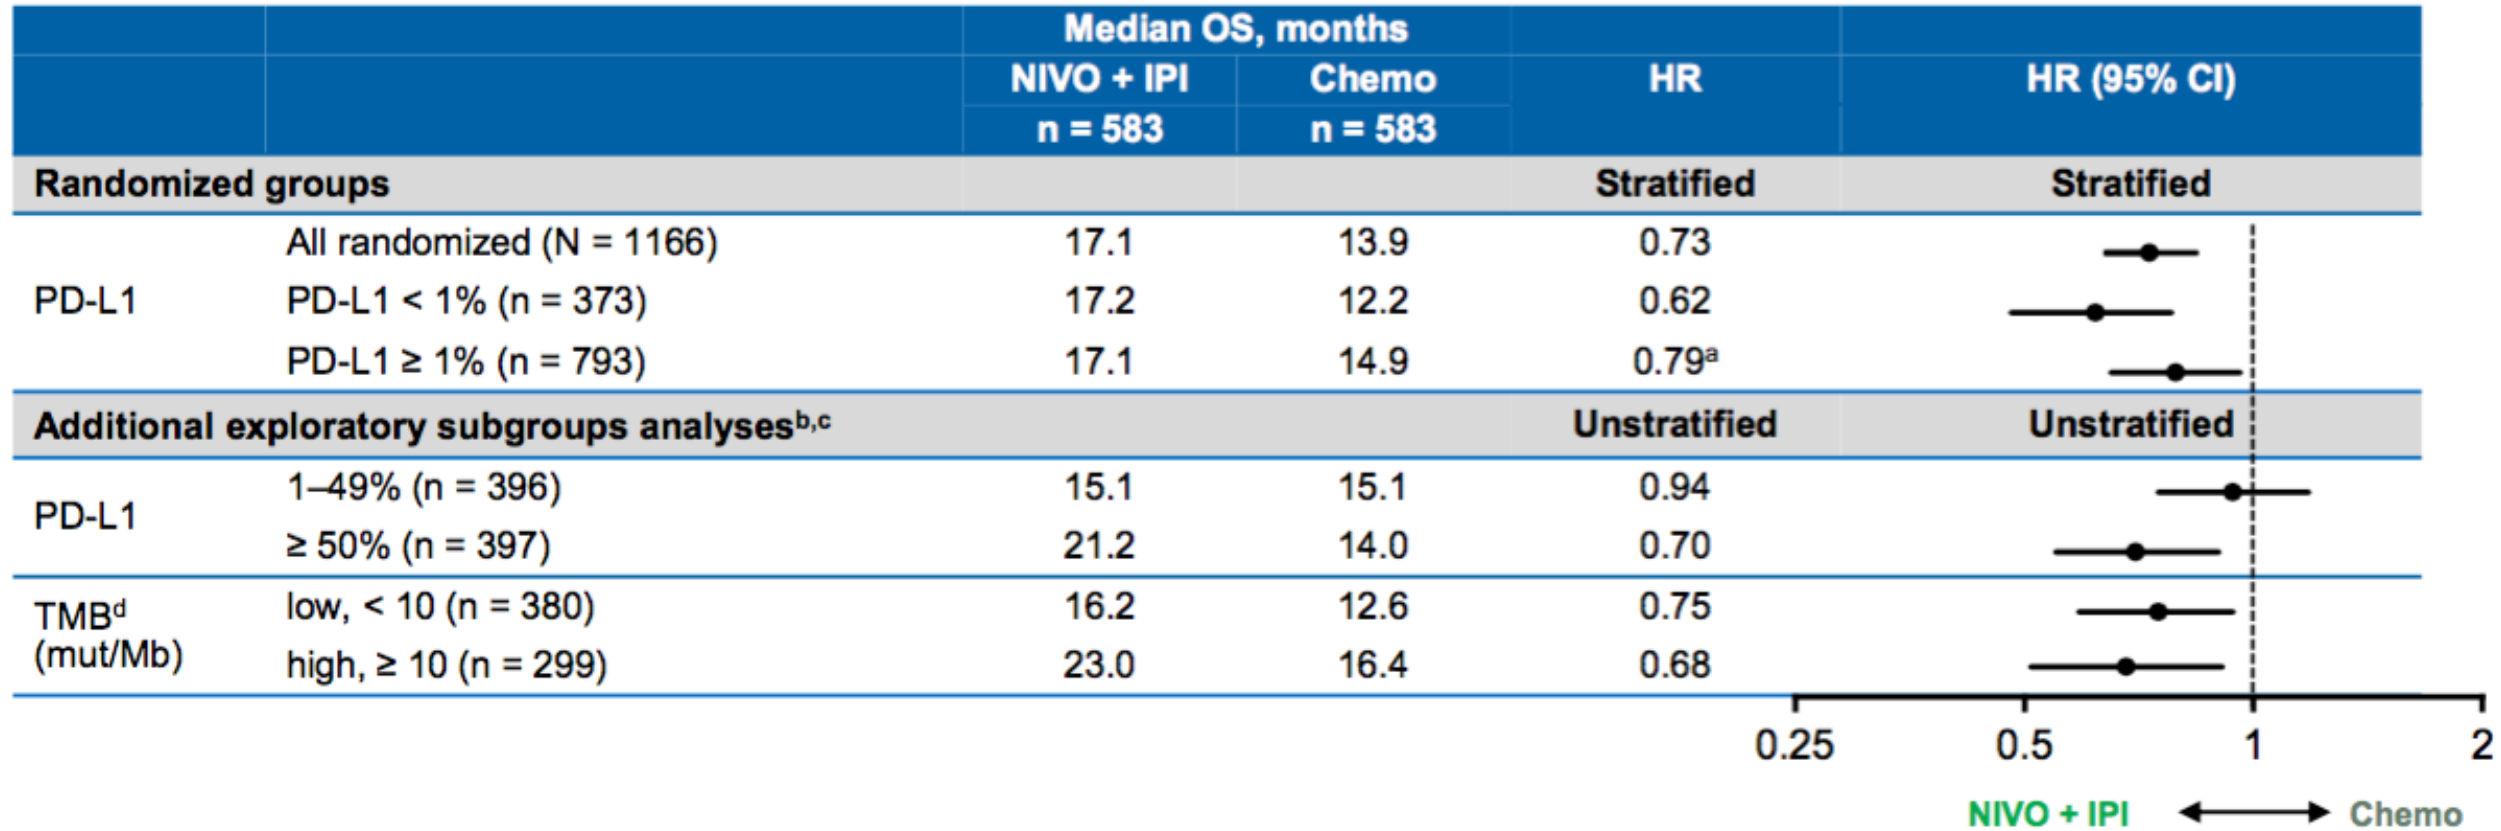 Median OS, months
NIVO + IPI Chemo HR HR (95% CI)
n = 583 n = 583
Randomized groups Stratified Stratified
All randomized (N = 1166) 17.1 13.9 0.73
PD-L1 PD-L1 < 1% (n = 373) 17.2 12.2 0.62
PD-L1 ≥ 1% (n = 793) 17.1 14.9 0.79ᵃ
Additional exploratory subgroups analysesᵇ,ᶜ Unstratified Unstratified
PD-L1 1–49% (n = 396) 15.1 15.1 0.94
≥ 50% (n = 397) 21.2 14.0 0.70
TMBᵈ low, < 10 (n = 380) 16.2 12.6 0.75
(mut/Mb) high, ≥ 10 (n = 299) 23.0 16.4 0.68
0.25 0.5 1 2
NIVO + IPI Chemo